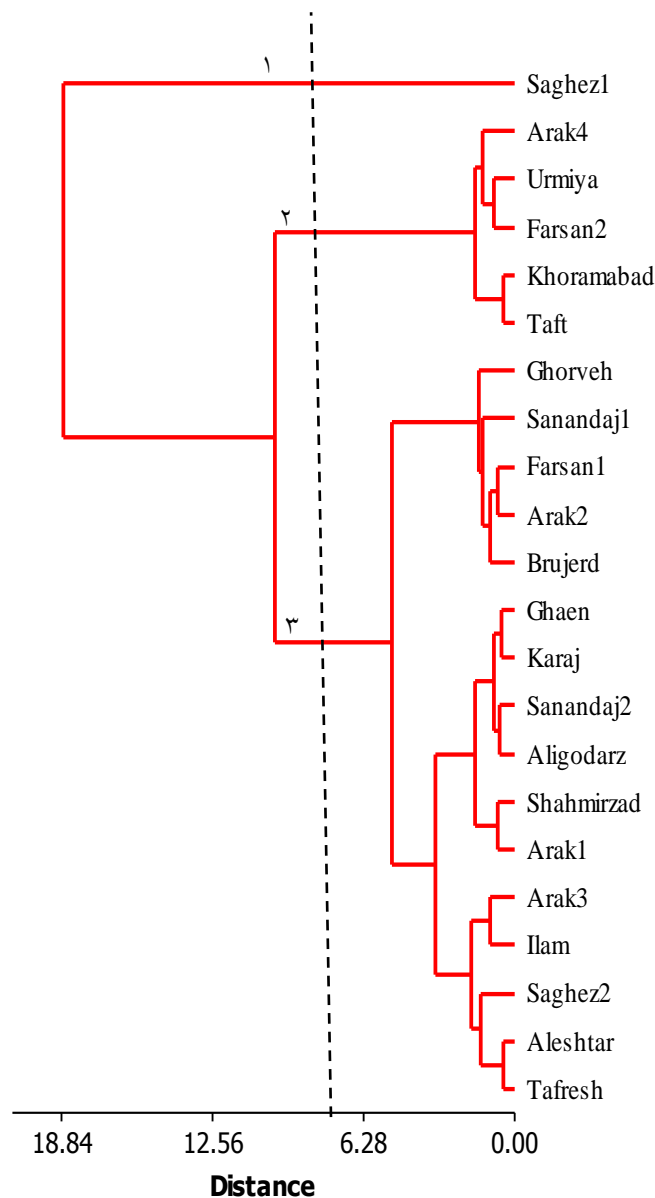 ۱
Saghez1
Arak4
Urmiya
۲
Farsan2
Khoramabad
Taft
Ghorveh
Sanandaj1
Farsan1
Arak2
Brujerd
Ghaen
۳
Karaj
Sanandaj2
Aligodarz
Shahmirzad
Arak1
Arak3
Ilam
Saghez2
Aleshtar
Tafresh
18.84 12.56 6.28 0.00
Distance